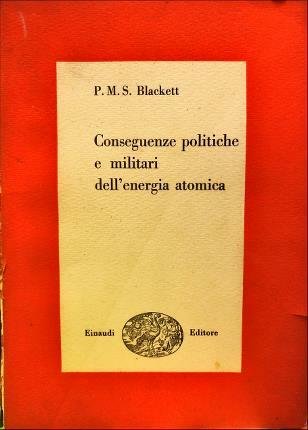 P. M. S. Blackett
Conseguenze politiche
e militari
dell'energia atomica
Einaudi Editore